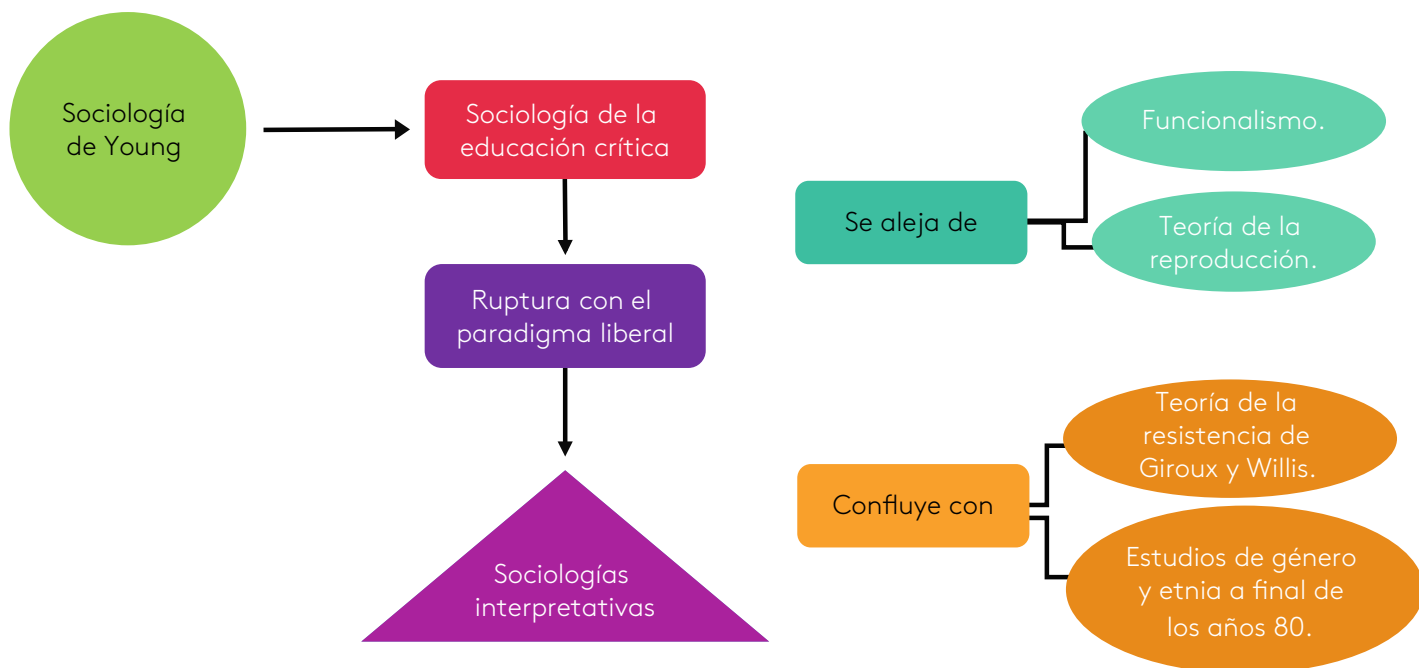 Sociología
de Young
Sociología de la
educación crítica
Ruptura con el
paradigma liberal
Sociologías
interpretativas
Se aleja de
Funcionalismo.
Teoría de la
reproducción.
Confluye con
Teoría de la
resistencia de
Giroux y Willis.
Estudios de género
y etnia a final de
los años 80.